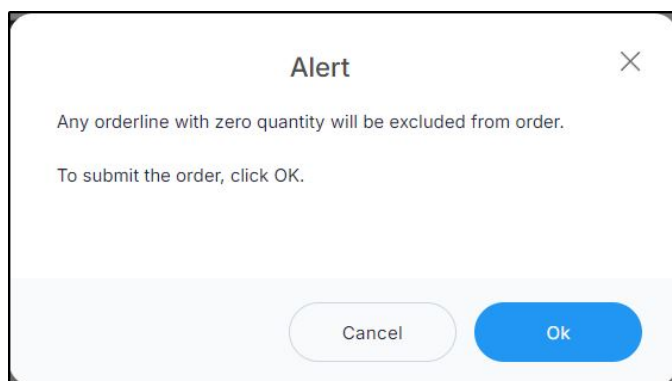 Alert
Any orderline with zero quantity will be excluded from order.
To submit the order, click OK.
Cancel
Ok